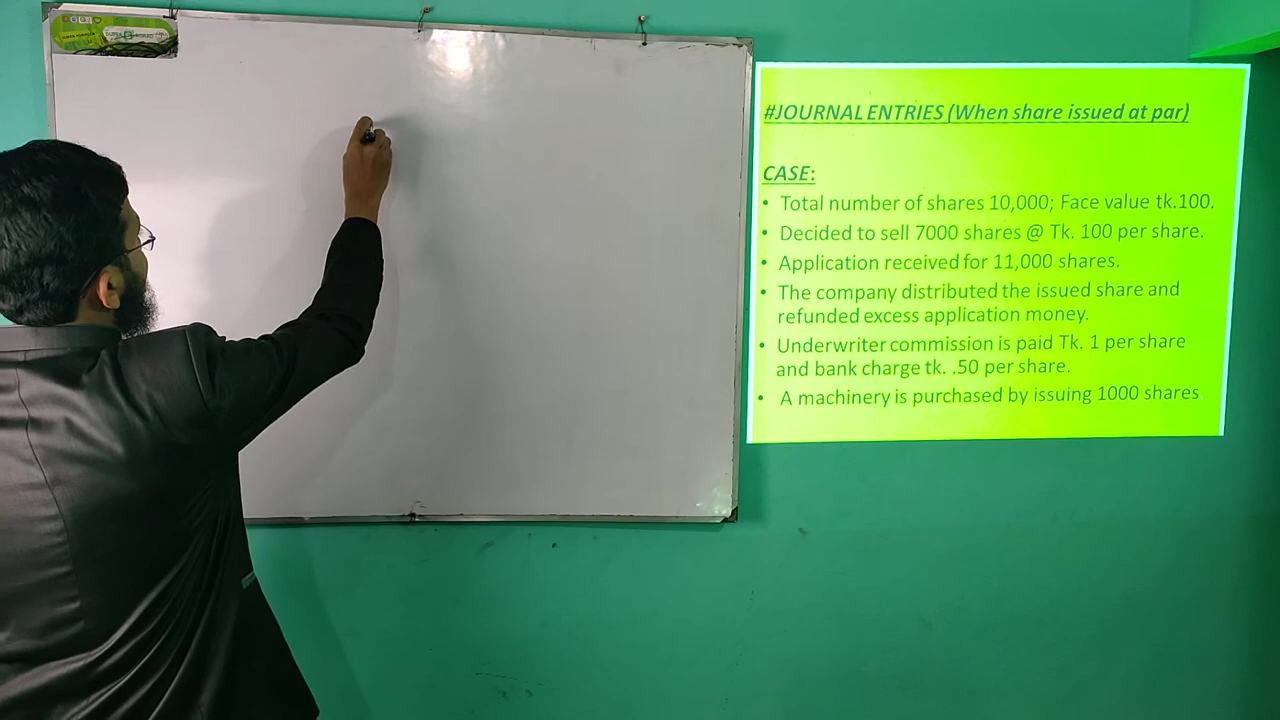 #JOURNAL ENTRIES (When share issued at par)
CASE:
• Total number of shares 10,000; Face value tk.100.
• Decided to sell 7000 shares @ Tk. 100 per share.
• Application received for 11,000 shares.
• The company distributed the issued share and
refunded excess application money.
• Underwriter commission is paid Tk. 1 per share
and bank charge tk. .50 per share.
• A machinery is purchased by issuing 1000 shares